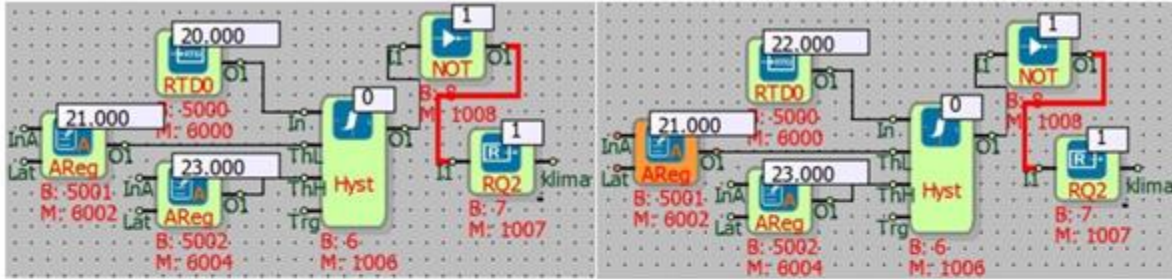 1
20.000
I1
O1
NOT
RTD0
O1
B: 8
M: 1008
0
B: 5000
M: 6000
In
21.000
InA
Lat
AReg
O1
ThL
1
I1
RQ2
klima
B: 7
M: 1007
23.000
B: 5001
M: 6002
InA
Lat
AReg
O1
ThH
Hyst
Trg
B: 5002
M: 6004
B: 6
M: 1006
1
22.000
I1
O1
NOT
RTD0
O1
B: 8
M: 1008
0
B: 5000
M: 6000
In
21.000
InA
Lat
AReg
O1
ThL
1
I1
RQ2
klima
B: 7
M: 1007
23.000
B: 5001
M: 6002
InA
Lat
AReg
O1
ThH
Hyst
Trg
B: 5002
M: 6004
B: 6
M: 1006